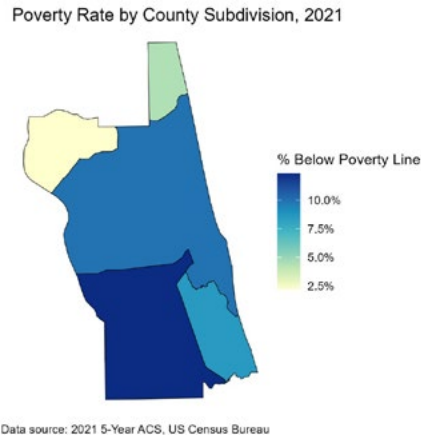 Poverty Rate by County Subdivision, 2021
% Below Poverty Line
10.0%
7.5%
5.0%
2.5%
Data source: 2021 5-Year ACS, US Census Bureau